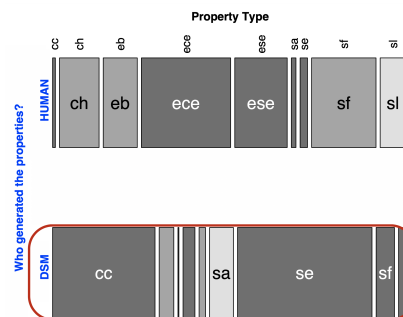 Property Type
cc ch eb ece ese sa se sf sl
Who generated the properties?
HUMAN
ch eb ece ese sf sl
DSM
cc sa se sf